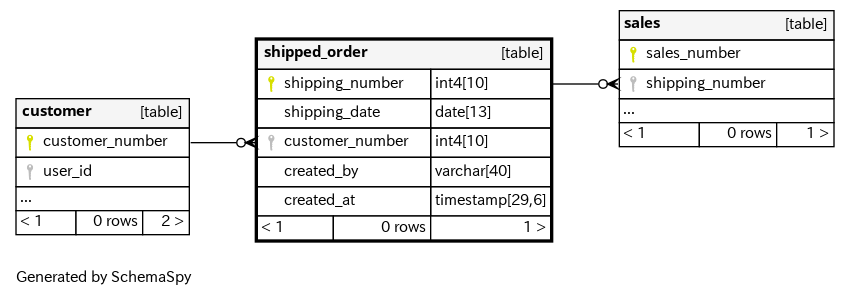 customer [table]
customer_number
user_id
...
< 1 0 rows 2 >
shipped_order [table]
shipping_number int4[10]
shipping_date date[13]
customer_number int4[10]
created_by varchar[40]
created_at timestamp[29,6]
< 1 0 rows 1 >
sales [table]
sales_number
shipping_number
...
< 1 0 rows 1 >
Generated by SchemaSpy